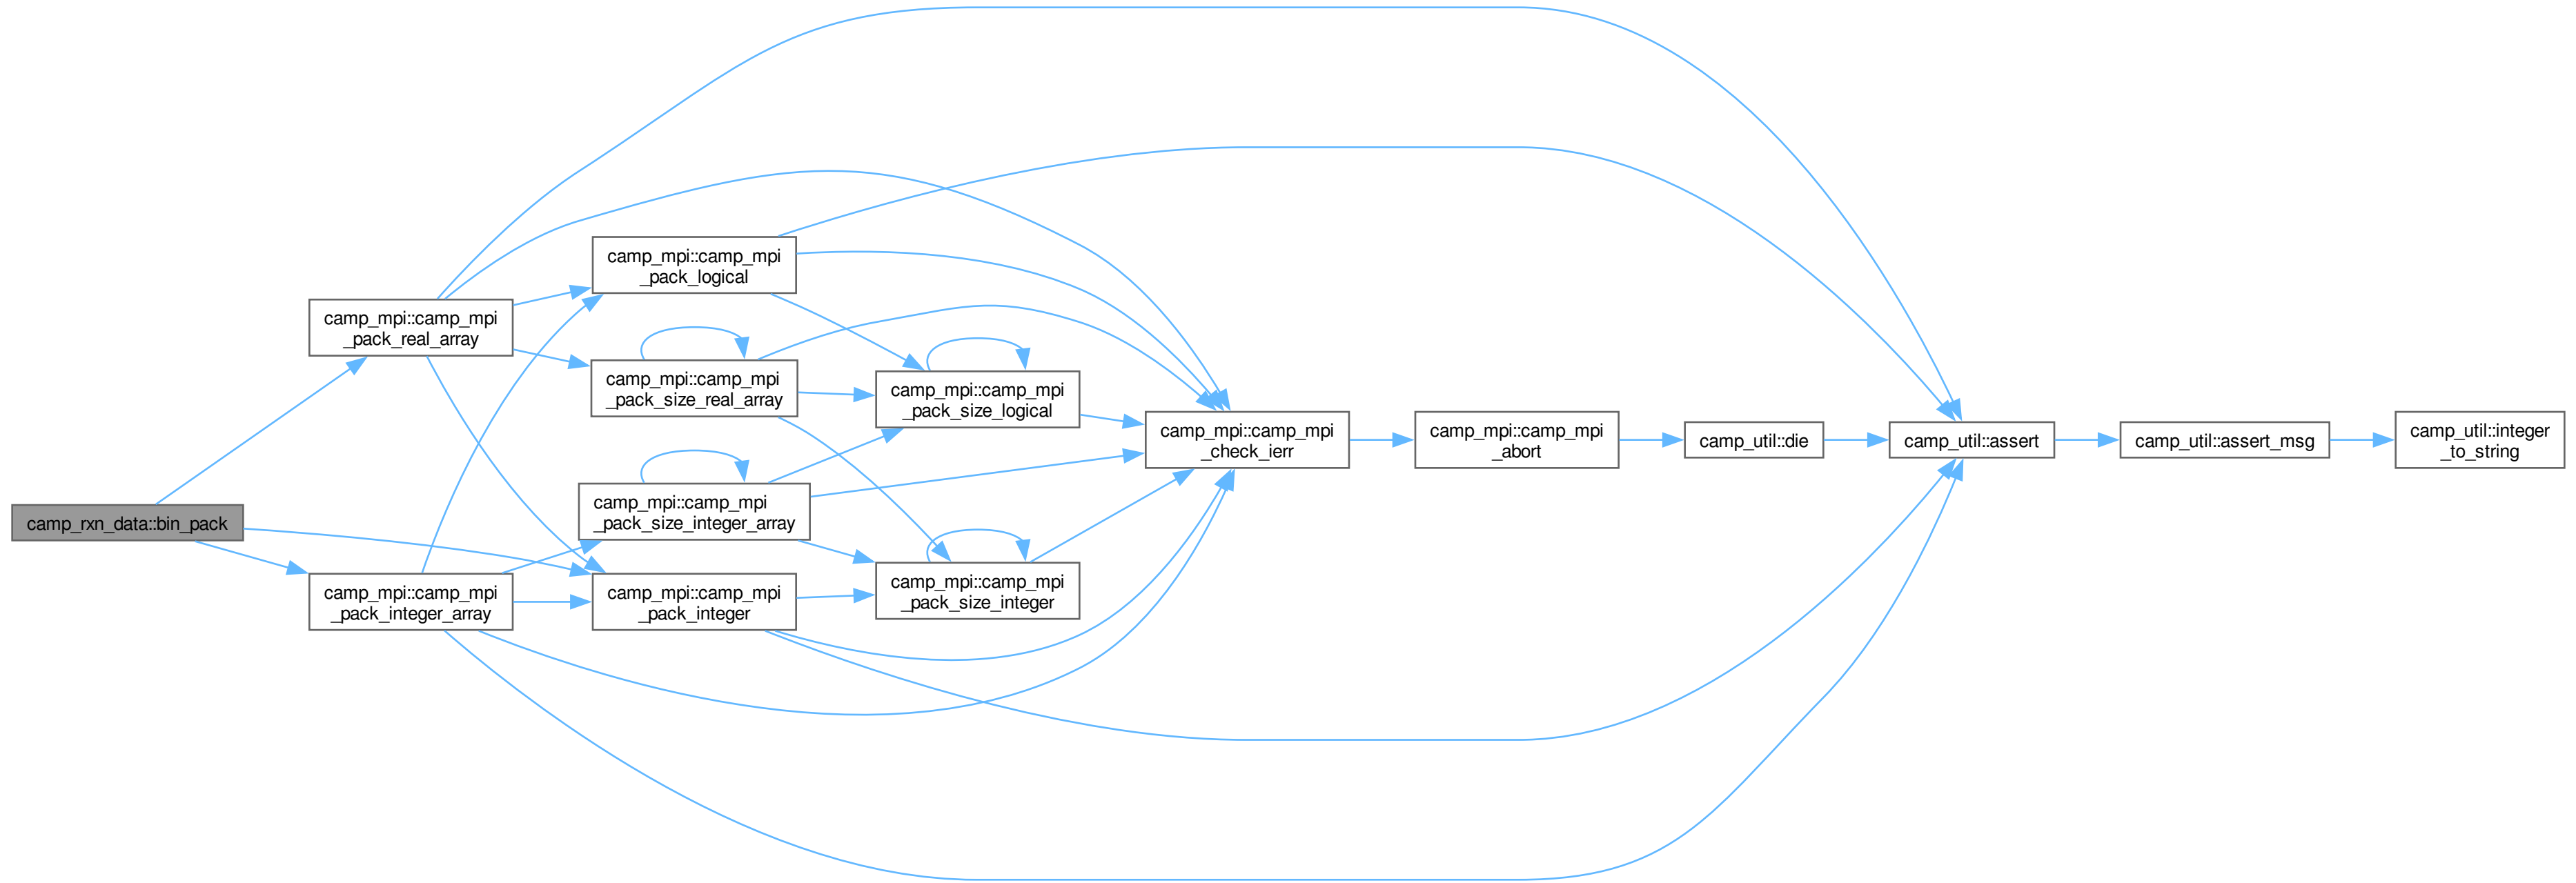 camp_rxn_data::bin_pack
camp_mpi::camp_mpi
_pack_real_array
camp_mpi::camp_mpi
_pack_integer_array
camp_mpi::camp_mpi
_pack_logical
camp_mpi::camp_mpi
_pack_size_real_array
camp_mpi::camp_mpi
_pack_size_integer_array
camp_mpi::camp_mpi
_pack_integer
camp_mpi::camp_mpi
_pack_size_logical
camp_mpi::camp_mpi
_pack_size_integer
camp_mpi::camp_mpi
_check_ierr
camp_mpi::camp_mpi
_abort
camp_util::die
camp_util::assert
camp_util::assert_msg
camp_util::integer
_to_string